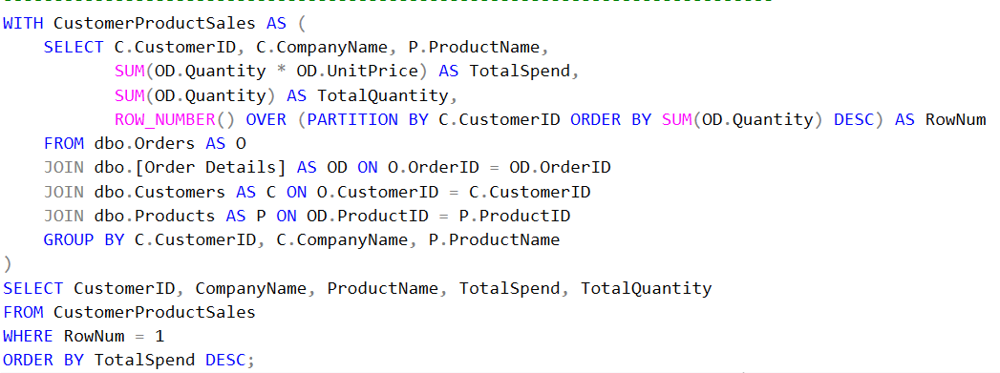 WITH CustomerProductSales AS (
    SELECT C.CustomerID, C.CompanyName, P.ProductName,
           SUM(OD.Quantity * OD.UnitPrice) AS TotalSpend,
           SUM(OD.Quantity) AS TotalQuantity,
           ROW_NUMBER() OVER (PARTITION BY C.CustomerID ORDER BY SUM(OD.Quantity) DESC) AS RowNum
    FROM dbo.Orders AS O
    JOIN dbo.[Order Details] AS OD ON O.OrderID = OD.OrderID
    JOIN dbo.Customers AS C ON O.CustomerID = C.CustomerID
    JOIN dbo.Products AS P ON OD.ProductID = P.ProductID
    GROUP BY C.CustomerID, C.CompanyName, P.ProductName
)
SELECT CustomerID, CompanyName, ProductName, TotalSpend, TotalQuantity
FROM CustomerProductSales
WHERE RowNum = 1
ORDER BY TotalSpend DESC;